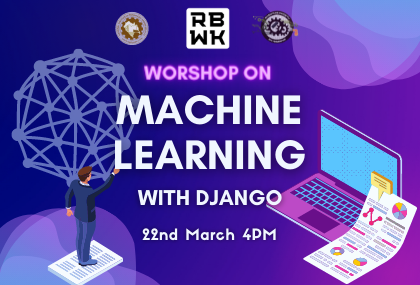 RB
WK
WORSHOP ON
MACHINE
LEARNING
WITH DJANGO
22nd March 4PM